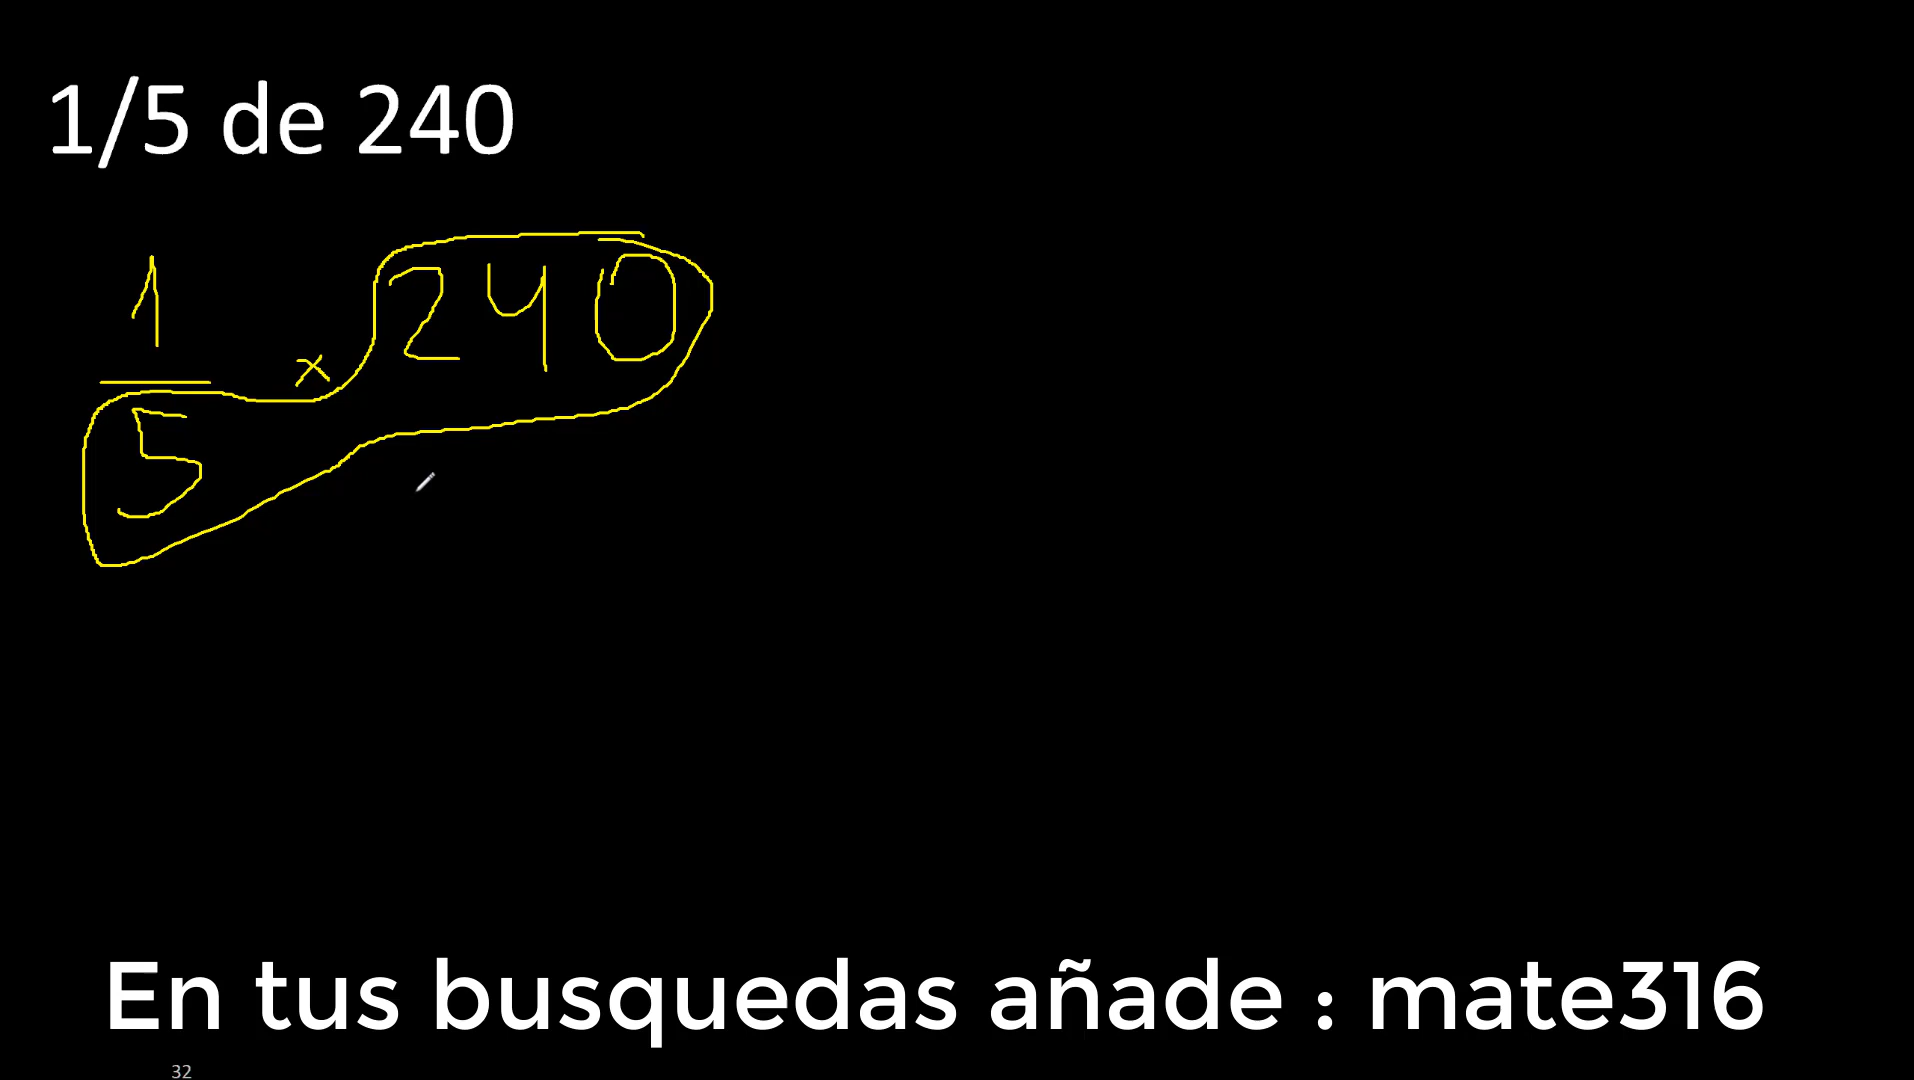 1/5 de 240
1
x 240
5
En tus busquedas añade : mate316
32